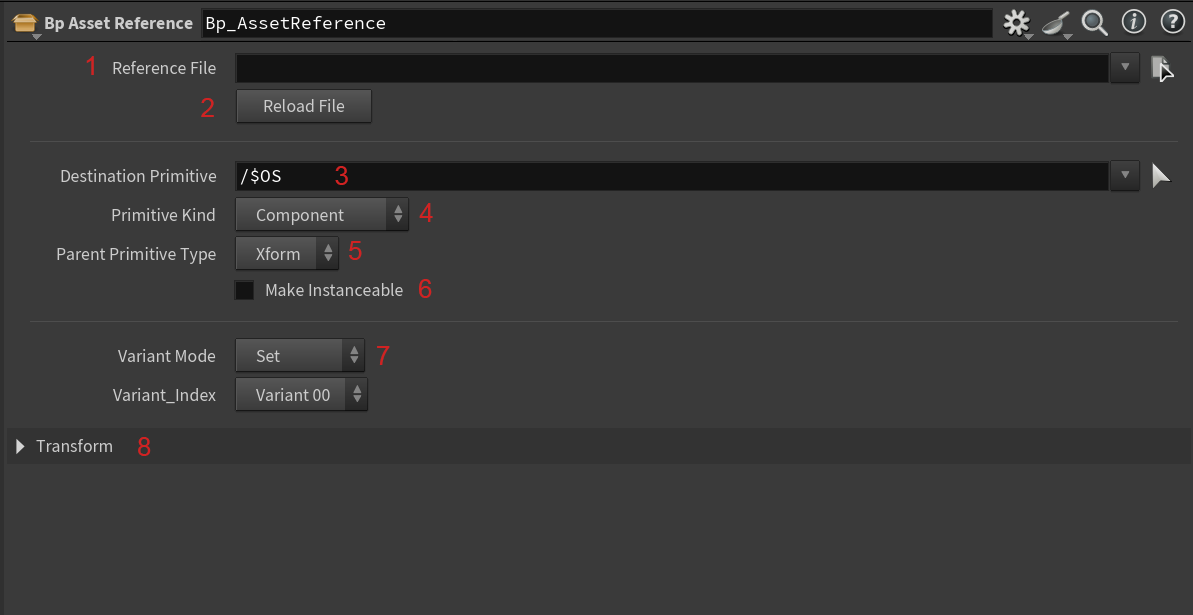 Bp Asset Reference Bp_AssetReference
1 Reference File
2 Reload File
Destination Primitive /$OS 3
Primitive Kind Component 4
Parent Primitive Type Xform 5
Make Instanceable 6
Variant Mode Set 7
Variant_Index Variant 00
Transform 8